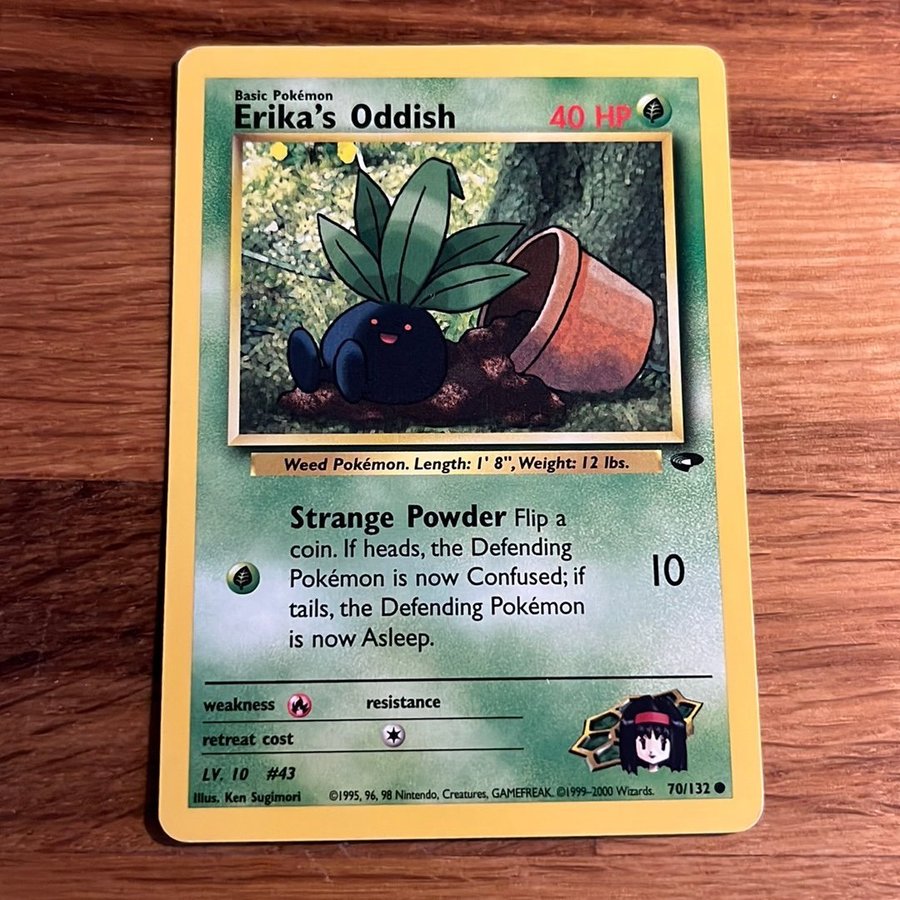 Basic Pokémon
Erika's Oddish 40 HP
Weed Pokémon. Length: 1' 8", Weight: 12 lbs.
Strange Powder Flip a
coin. If heads, the Defending
Pokémon is now Confused; if
tails, the Defending Pokémon
is now Asleep.
10
weakness resistance
retreat cost
LV. 10 #43
Illus. Ken Sugimori ©1995, 96, 98 Nintendo, Creatures, GAMEFREAK. ©1999–2000 Wizards. 70/132